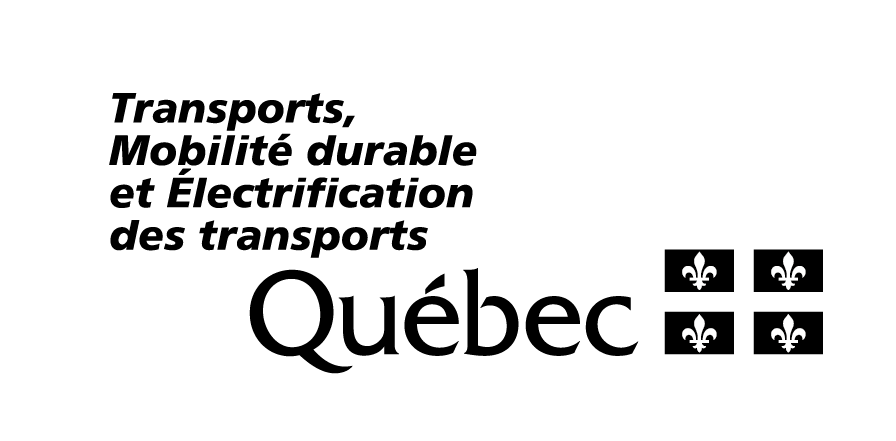 Transports,
Mobilité durable
et Électrification
des transports
Québec